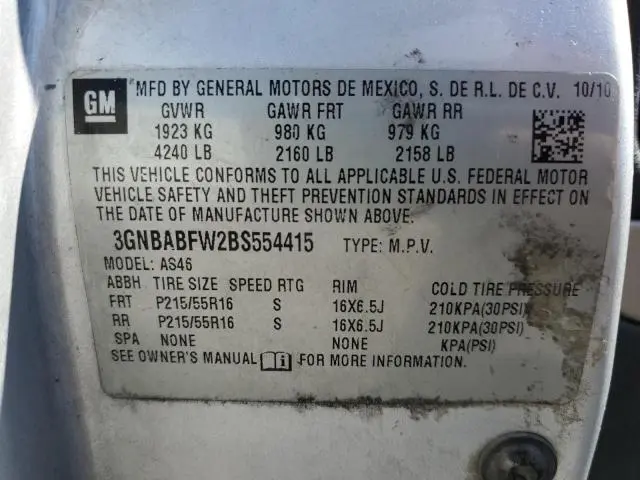 GM
MFD BY GENERAL MOTORS DE MEXICO, S. DE R.L. DE C.V. 10/10
GVWR GAWR FRT GAWR RR
1923 KG 980 KG 979 KG
4240 LB 2160 LB 2158 LB
THIS VEHICLE CONFORMS TO ALL APPLICABLE U.S. FEDERAL MOTOR
VEHICLE SAFETY AND THEFT PREVENTION STANDARDS IN EFFECT ON
THE DATE OF MANUFACTURE SHOWN ABOVE.
3GNBABFW2BS554415 TYPE: M.P.V.
MODEL: AS46
ABBH TIRE SIZE SPEED RTG RIM COLD TIRE PRESSURE
FRT P215/55R16 S 16X6.5J 210KPA(30PSI)
RR P215/55R16 S 16X6.5J 210KPA(30PSI)
SPA NONE NONE KPA(PSI)
SEE OWNER'S MANUAL i FOR MORE INFORMATION.